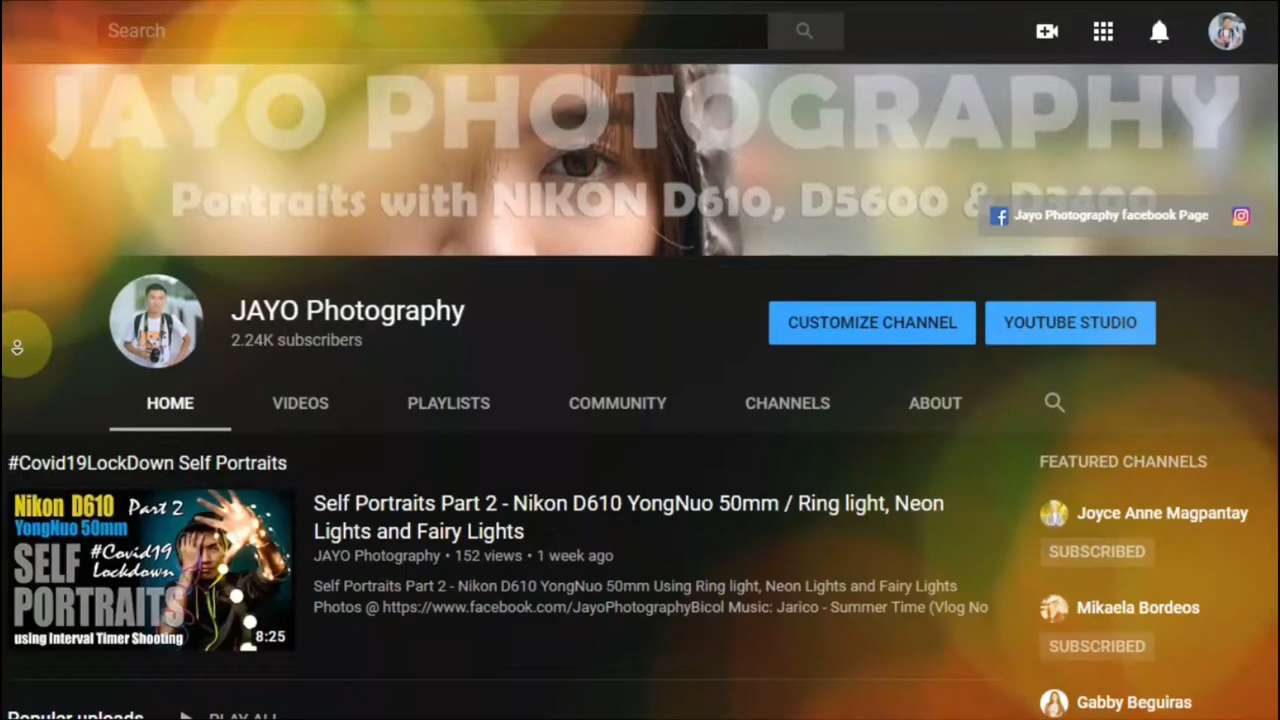 Search
JAYO PHOTOGRAPHY
Portraits with NIKON D610, D5600 & D3400
Jayo Photography facebook Page
JAYO Photography
2.24K subscribers
CUSTOMIZE CHANNEL
YOUTUBE STUDIO
HOME
VIDEOS
PLAYLISTS
COMMUNITY
CHANNELS
ABOUT
#Covid19LockDown Self Portraits
Nikon D610 Part 2
YongNuo 50mm
#Covid19
Lockdown
SELF
PORTRAITS
using Interval Timer Shooting
8:25
Self Portraits Part 2 - Nikon D610 YongNuo 50mm / Ring light, Neon
Lights and Fairy Lights
JAYO Photography • 152 views • 1 week ago
Self Portraits Part 2 - Nikon D610 YongNuo 50mm Using Ring light, Neon Lights and Fairy Lights
Photos @ https://www.facebook.com/JayoPhotographyBicol Music: Jarico - Summer Time (Vlog No
FEATURED CHANNELS
Joyce Anne Magpantay
SUBSCRIBED
Mikaela Bordeos
SUBSCRIBED
Gabby Beguiras
Popular uploads
PLAY ALL